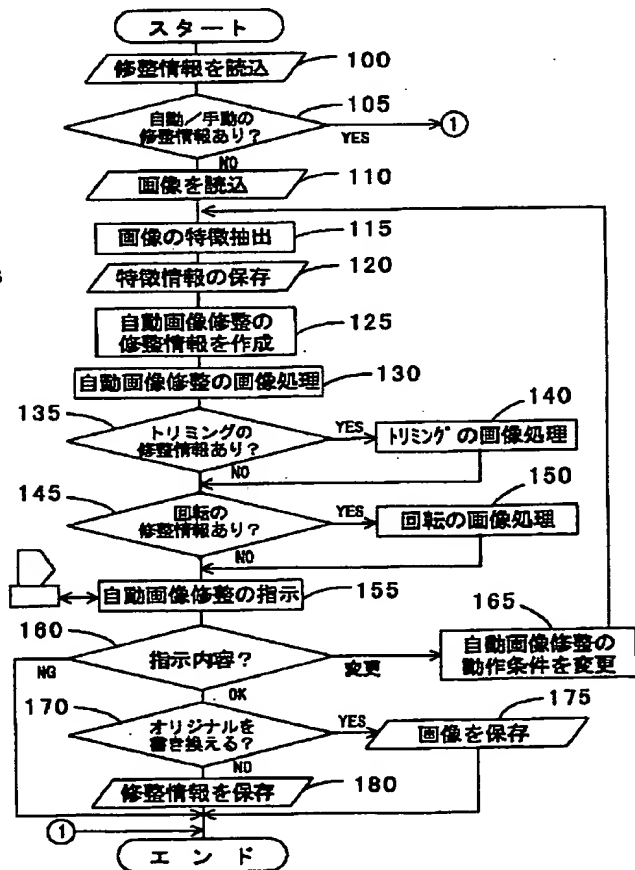 スタート
修整情報を読込
100
自動／手動の
修整情報あり？
105
YES
①
NO
画像を読込
110
画像の特徴抽出
115
特徴情報の保存
120
自動画像修整の
修整情報を作成
125
自動画像修整の画像処理
130
135
トリミングの
修整情報あり？
YES
140
ﾄﾘﾐﾝｸﾞの画像処理
NO
145
回転の
修整情報あり？
YES
150
回転の画像処理
NO
自動画像修整の指示
155
160
指示内容？
NG
変更
165
自動画像修整の
動作条件を変更
OK
170
オリジナルを
書き換える？
YES
175
画像を保存
NO
修整情報を保存
180
①
エンド